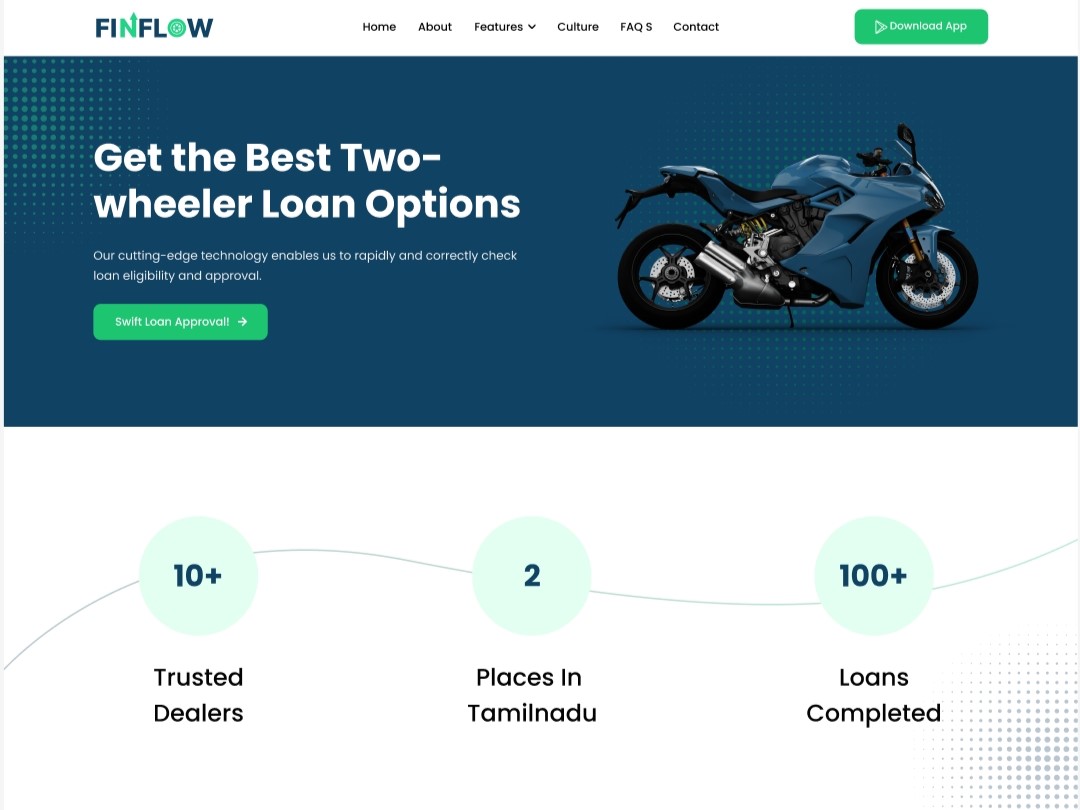 FINFLOW
Home About Features Culture FAQ S Contact
Download App
Get the Best Two-
wheeler Loan Options
Our cutting-edge technology enables us to rapidly and correctly check
loan eligibility and approval.
Swift Loan Approval!
10+
Trusted
Dealers
2
Places In
Tamilnadu
100+
Loans
Completed